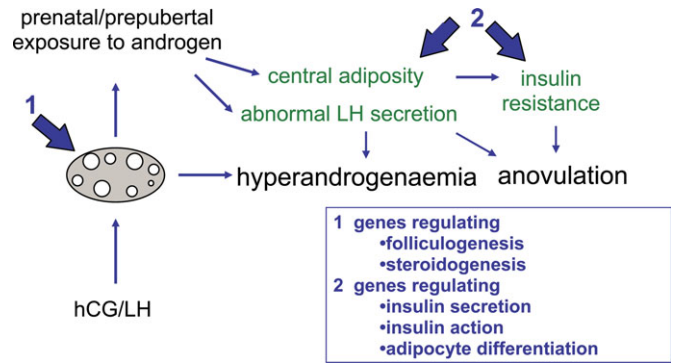 prenatal/prepubertal
exposure to androgen
2
central adiposity
insulin
resistance
1
abnormal LH secretion
hyperandrogenaemia
anovulation
hCG/LH
1 genes regulating
•folliculogenesis
•steroidogenesis
2 genes regulating
•insulin secretion
•insulin action
•adipocyte differentiation